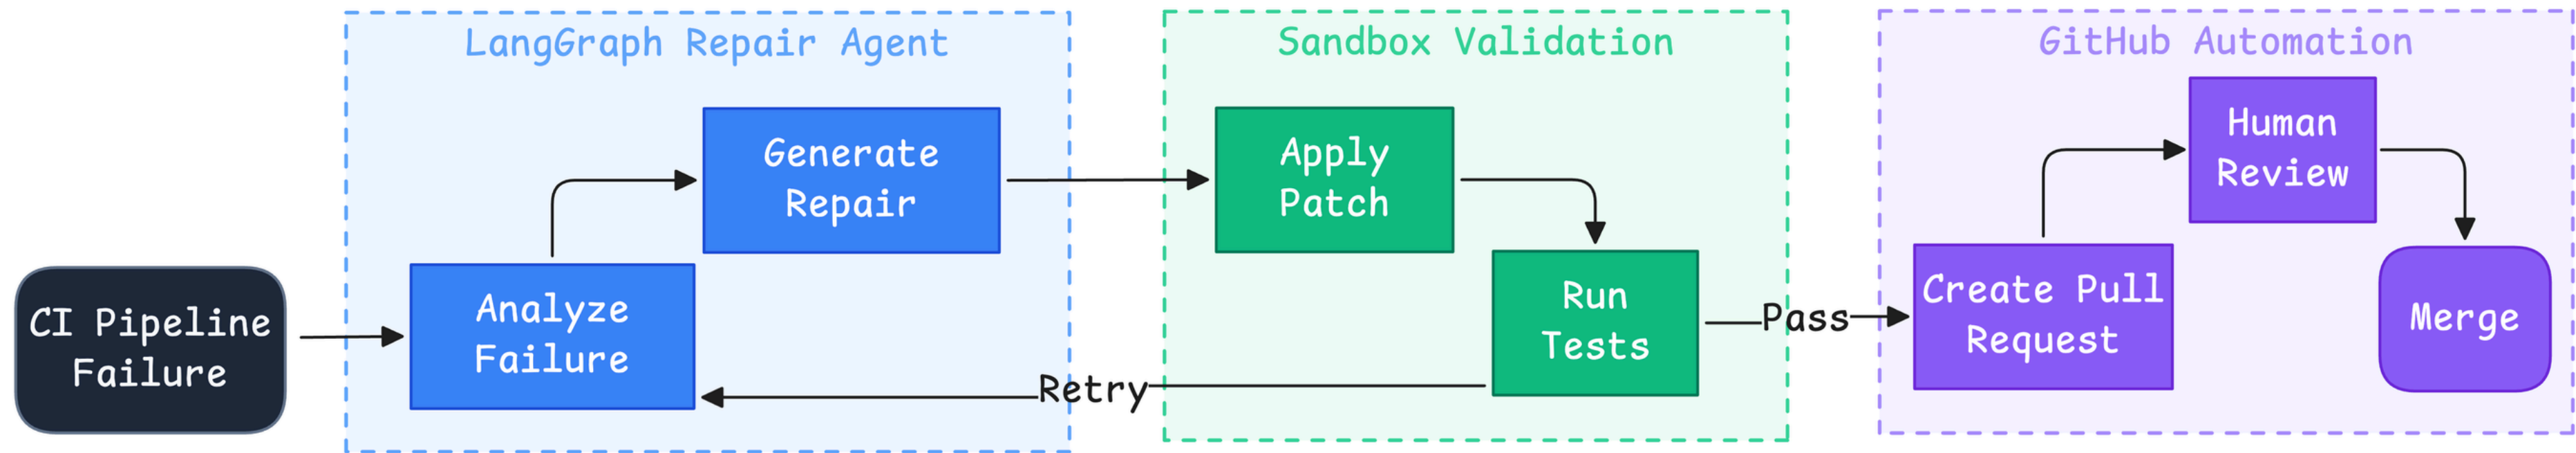 LangGraph Repair Agent
Sandbox Validation
GitHub Automation
CI Pipeline
Failure
Analyze
Failure
Generate
Repair
Apply
Patch
Run
Tests
Retry
Pass
Create Pull
Request
Human
Review
Merge